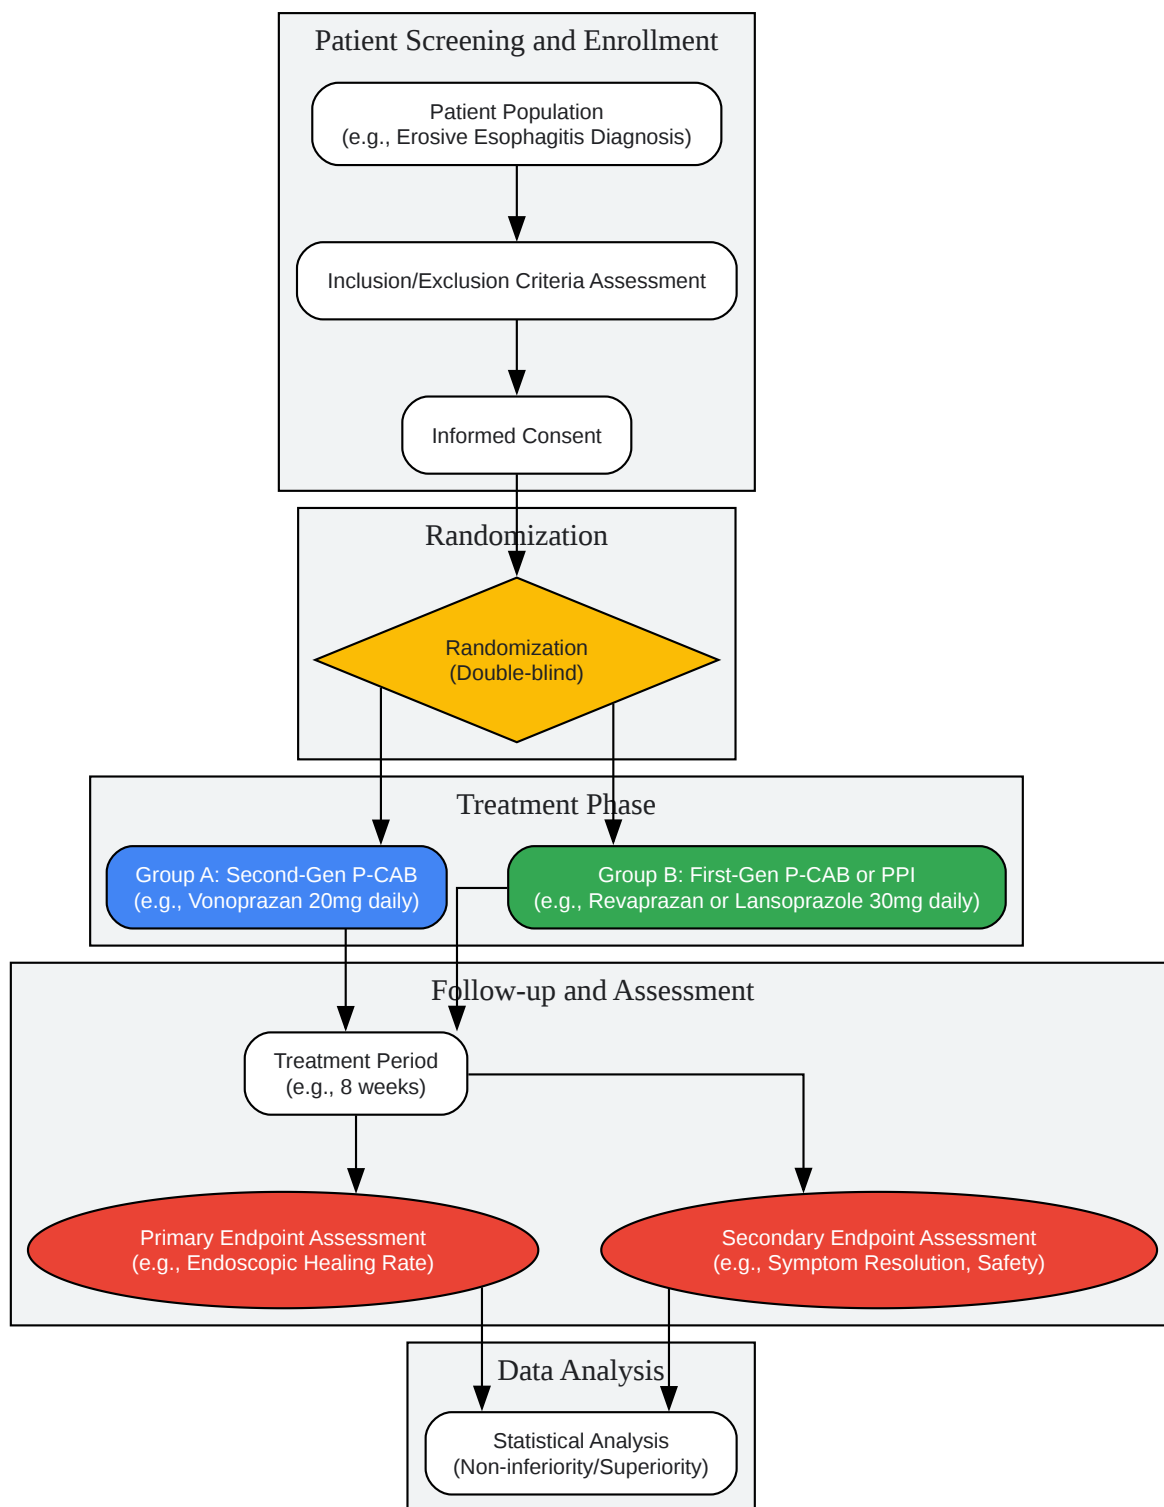 Patient Screening and Enrollment
Patient Population
(e.g., Erosive Esophagitis Diagnosis)
Inclusion/Exclusion Criteria Assessment
Informed Consent
Randomization
Randomization
(Double-blind)
Treatment Phase
Group A: Second-Gen P-CAB
(e.g., Vonoprazan 20mg daily)
Group B: First-Gen P-CAB or PPI
(e.g., Revaprazan or Lansoprazole 30mg daily)
Follow-up and Assessment
Treatment Period
(e.g., 8 weeks)
Primary Endpoint Assessment
(e.g., Endoscopic Healing Rate)
Secondary Endpoint Assessment
(e.g., Symptom Resolution, Safety)
Data Analysis
Statistical Analysis
(Non-inferiority/Superiority)